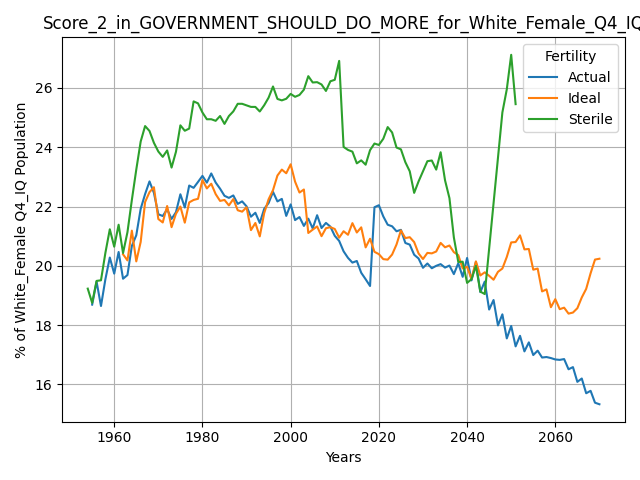 Score_2_in_GOVERNMENT_SHOULD_DO_MORE_for_White_Female_Q4_IQ
Fertility
Actual
Ideal
Sterile
% of White_Female Q4_IQ Population
26
24
22
20
18
16
1960 1980 2000 2020 2040 2060
Years